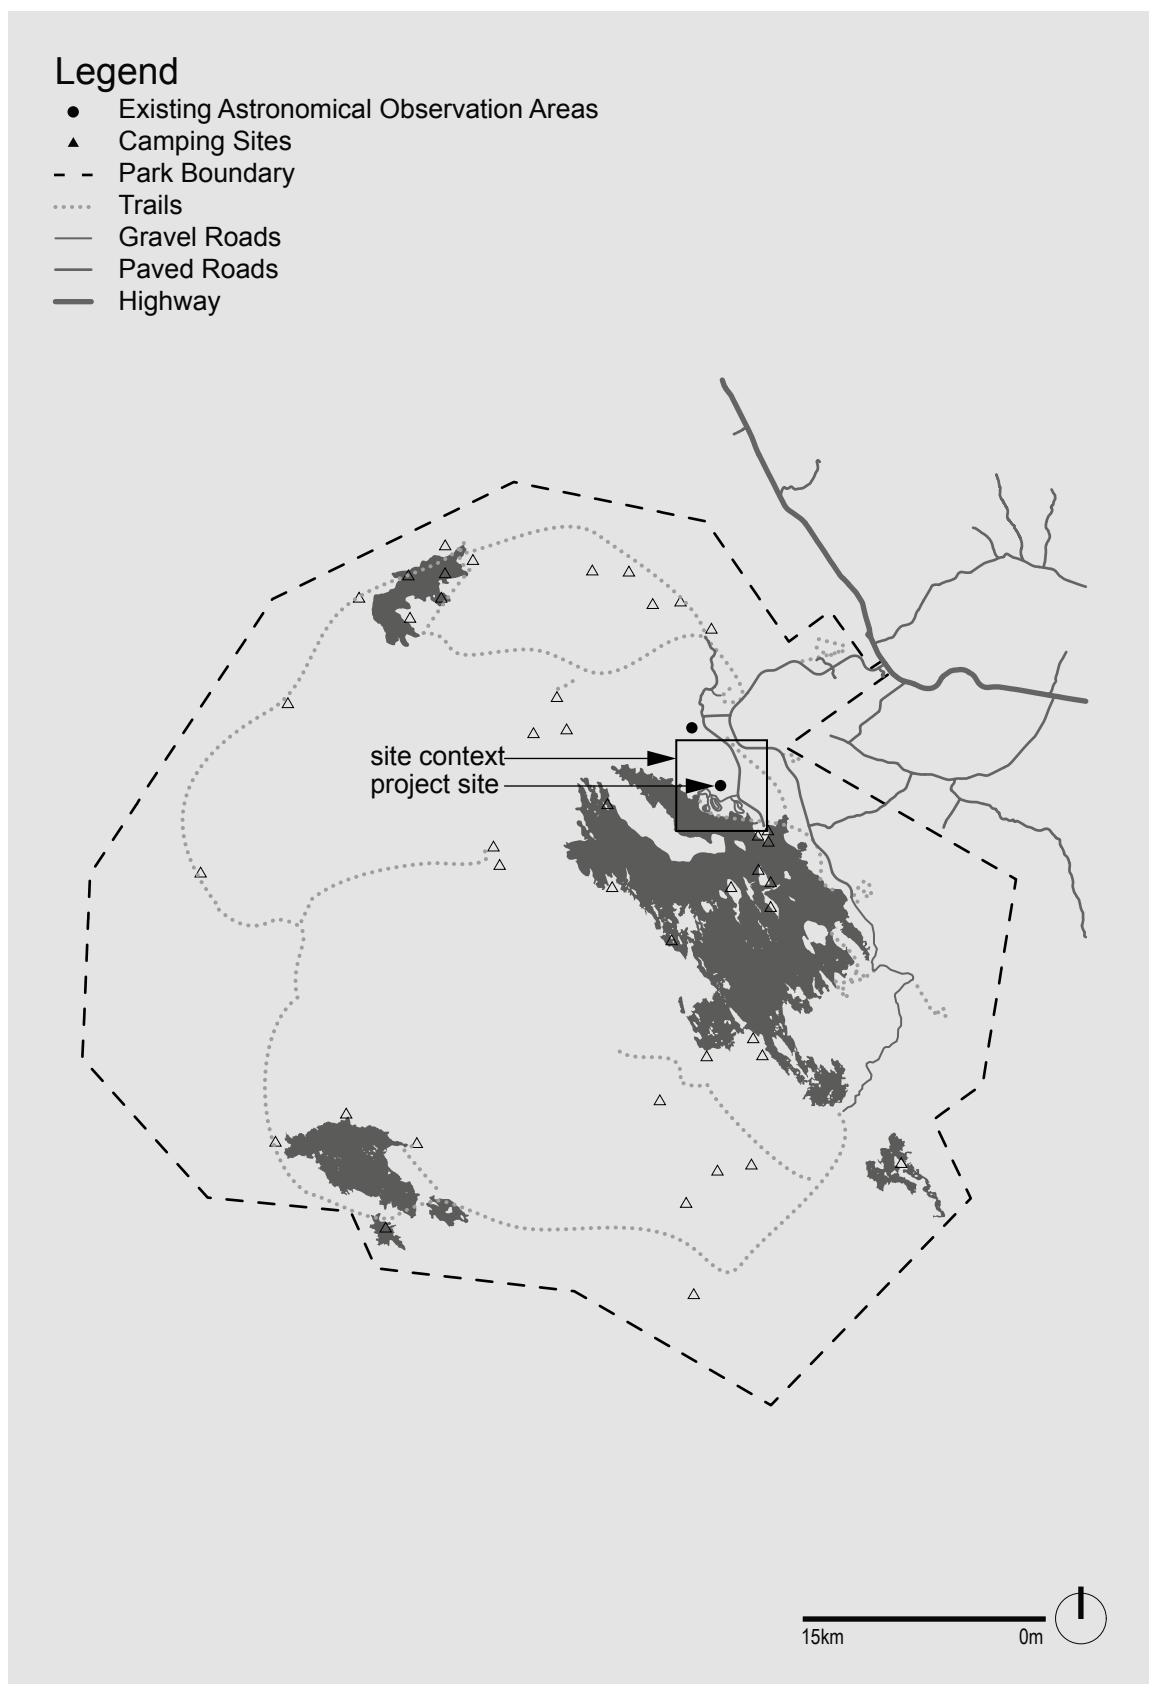 Legend
Existing Astronomical Observation Areas
Camping Sites
Park Boundary
Trails
Gravel Roads
Paved Roads
Highway
site context
project site
15km 0m